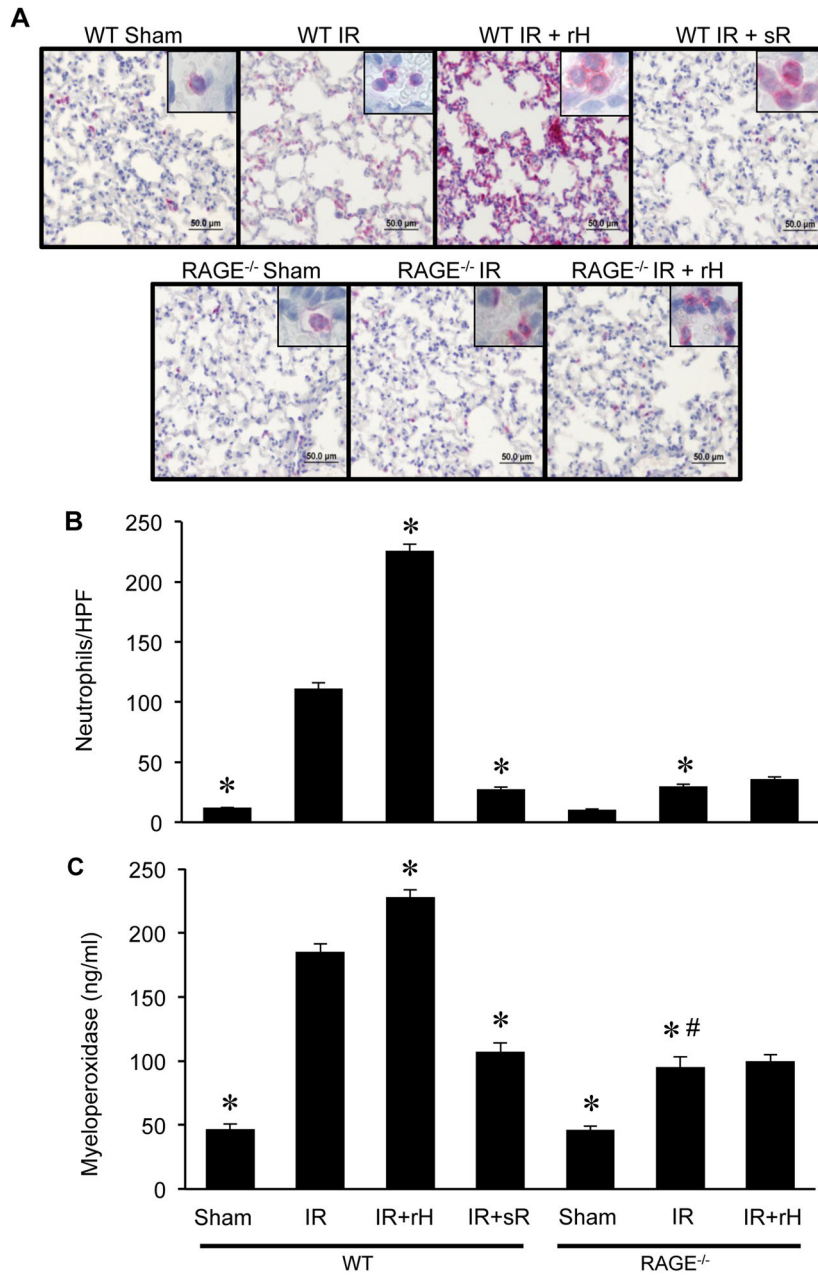 A
WT Sham WT IR WT IR + rH WT IR + sR
50.0 µm 50.0 µm 50.0 µm 50.0 µm
RAGE-/- Sham RAGE-/- IR RAGE-/- IR + rH
50.0 µm 50.0 µm 50.0 µm
B
Neutrophils/HPF
250
200
150
100
50
0
* * * *
C
Myeloperoxidase (ng/ml)
250
200
150
100
50
0
* * * * *#
Sham IR IR+rH IR+sR Sham IR IR+rH
WT RAGE-/-